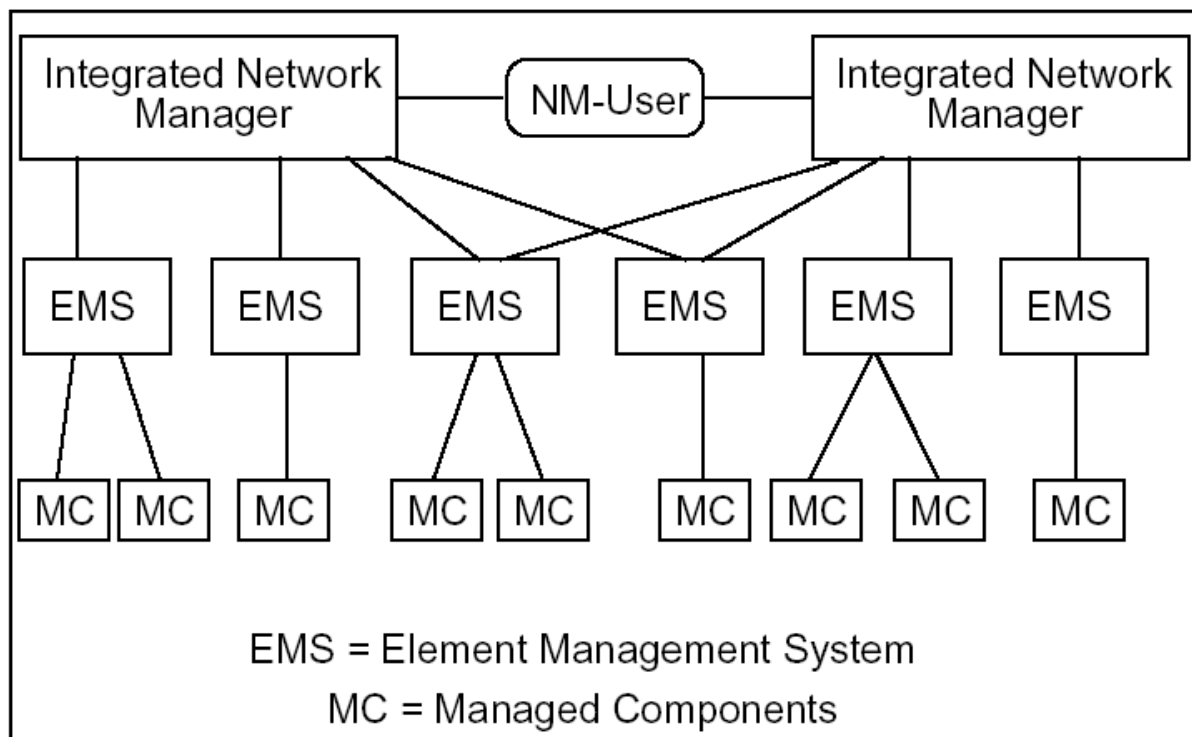 Integrated Network
Manager
NM-User
Integrated Network
Manager
EMS
EMS
EMS
EMS
EMS
EMS
MC
MC
MC
MC
MC
MC
MC
MC
MC
EMS = Element Management System
MC = Managed Components